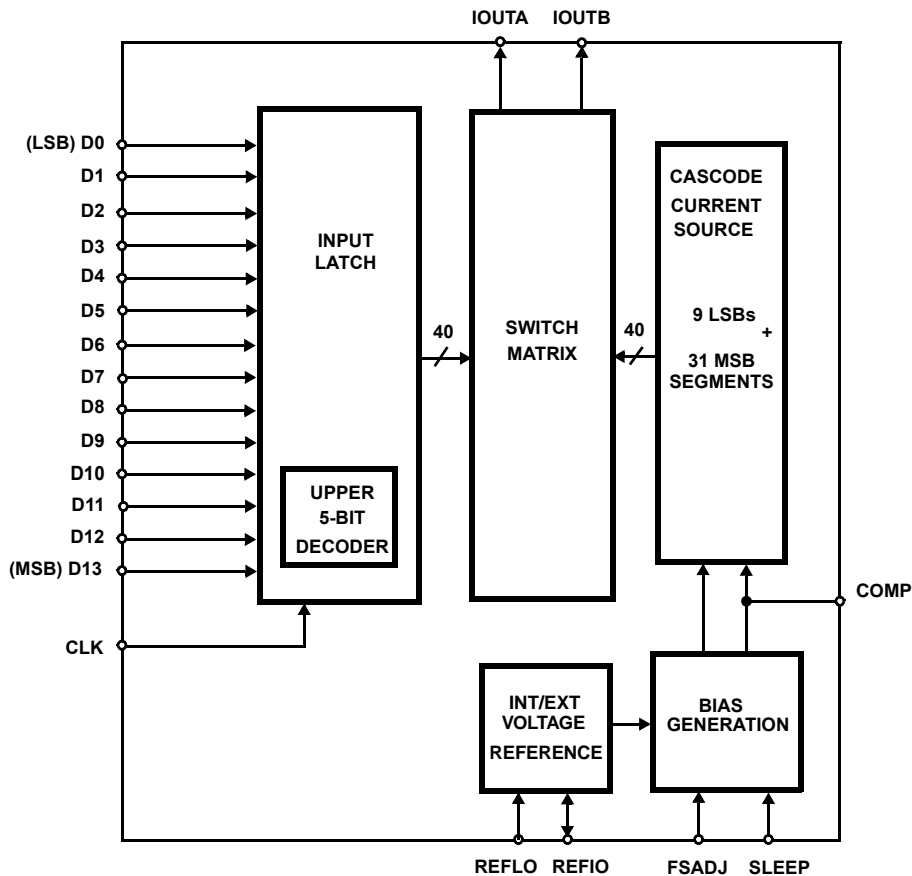 IOUTA IOUTB
(LSB) D0
D1
D2
D3
D4
D5
D6
D7
D8
D9
D10
D11
D12
(MSB) D13
CLK
INPUT
LATCH
UPPER
5-BIT
DECODER
40
SWITCH
MATRIX
40
CASCODE
CURRENT
SOURCE
9 LSBs
+
31 MSB
SEGMENTS
COMP
INT/EXT
VOLTAGE
REFERENCE
BIAS
GENERATION
REFLO REFIO FSADJ SLEEP